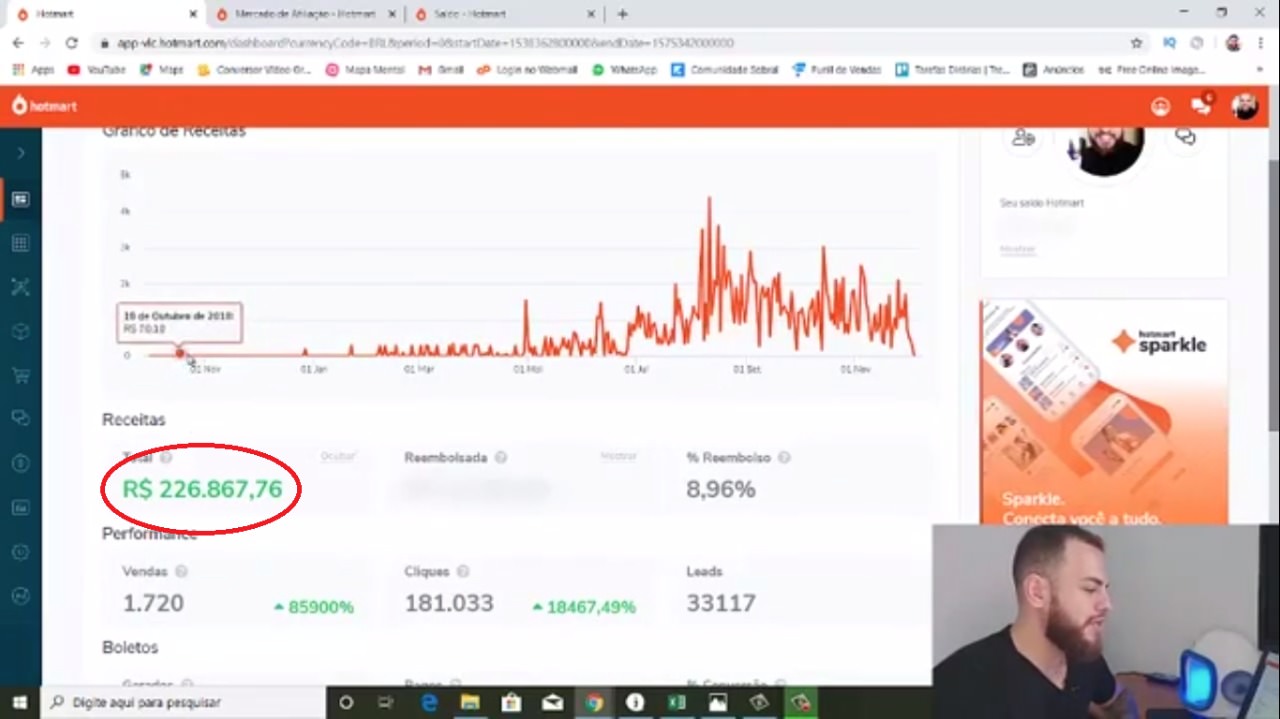 Hotmart
Mercado de Afiliação - Hotmart
Saldo - Hotmart
app-vlc.hotmart.com/dashboard?currencyCode=BRL&period=0&startDate=1538362800000&endDate=1575342000000
Apps
YouTube
Maps
Conversor Video Gr...
Mapa Mental
Gmail
Login no Webmail
WhatsApp
Comunidade Sobral
Funil de Vendas
Tarefas Diárias | Tre...
Anúncios
Free Online Image...
hotmart
6
Gráfico de Receitas
5k
4k
3k
2k
0
18 de Outubro de 2018:
01 Nov
01 Jan
01 Mar
01 Mai
01 Jul
01 Set
01 Nov
Seu saldo Hotmart
Mostrar
hotmart
sparkle
Sparkle.
Conecta você a tudo.
Receitas
Total
Ocultar
R$ 226.867,76
Reembolsada
Mostrar
% Reembolso
8,96%
Performance
Vendas
1.720
85900%
Cliques
181.033
18467,49%
Leads
33117
Boletos
Gerados
Pagos
% Conversão
Digite aqui para pesquisar